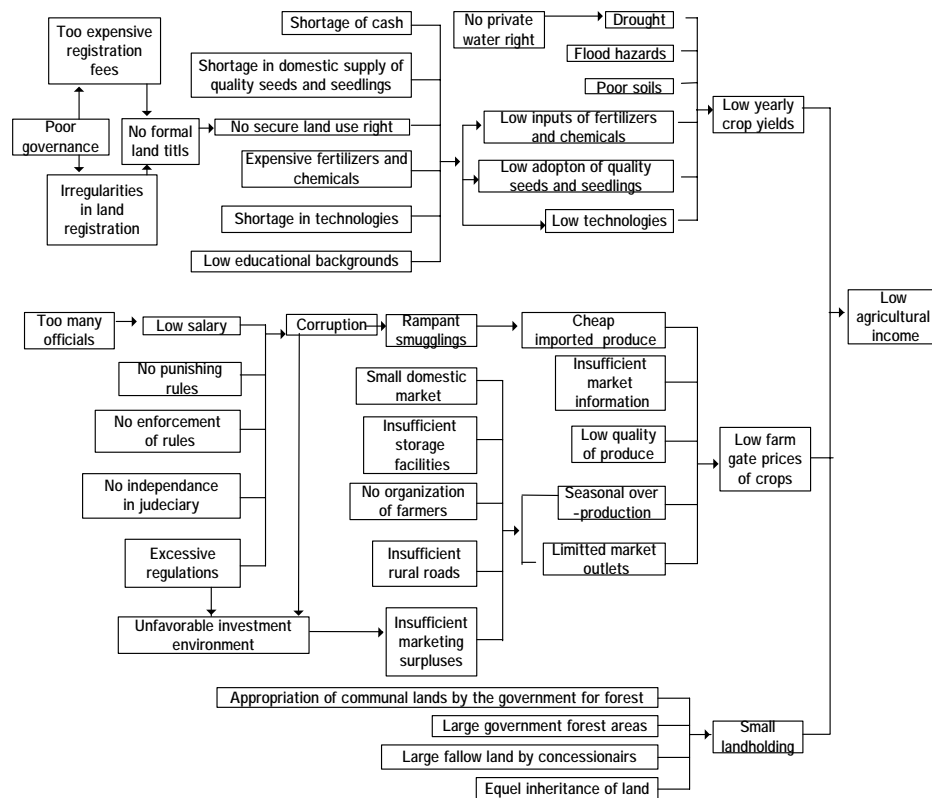 Too expensive
registration
fees
Poor
governance
Irregularities
in land
registration
No formal
land titls
Shortage of cash
Shortage in domestic supply of
quality seeds and seedlings
No secure land use right
Expensive fertilizers and
chemicals
Shortage in technologies
Low educational backgrounds
No private
water right
Drought
Flood hazards
Poor soils
Low inputs of fertilizers
and chemicals
Low adopton of quality
seeds and seedlings
Low technologies
Low yearly
crop yields
Low
agricultural
income
Too many
officials
Low salary
No punishing
rules
No enforcement
of rules
No independance
in judeciary
Excessive
regulations
Unfavorable investment
environment
Corruption
Rampant
smugglings
Small domestic
market
Insufficient
storage
facilities
No organization
of farmers
Insufficient
rural roads
Insufficient
marketing
surpluses
Cheap
imported produce
Insufficient
market
information
Low quality
of produce
Seasonal over
-production
Limitted market
outlets
Low farm
gate prices
of crops
Appropriation of communal lands by the government for forest
Large government forest areas
Large fallow land by concessionairs
Equel inheritance of land
Small
landholding